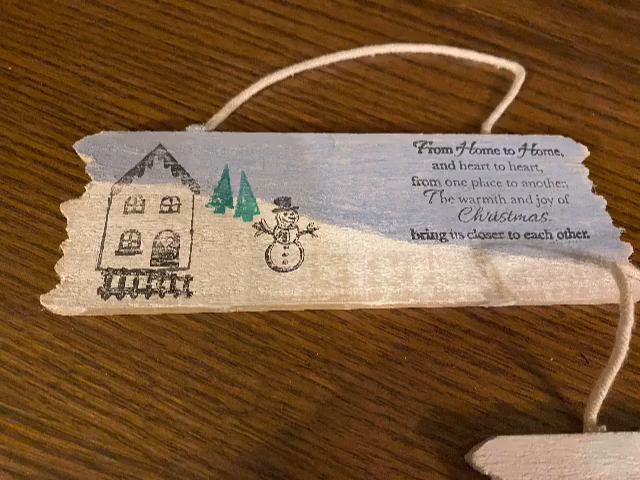 From Home to Home,
and heart to heart,
from one place to another;
The warmth and joy of
Christmas,
bring us closer to each other.